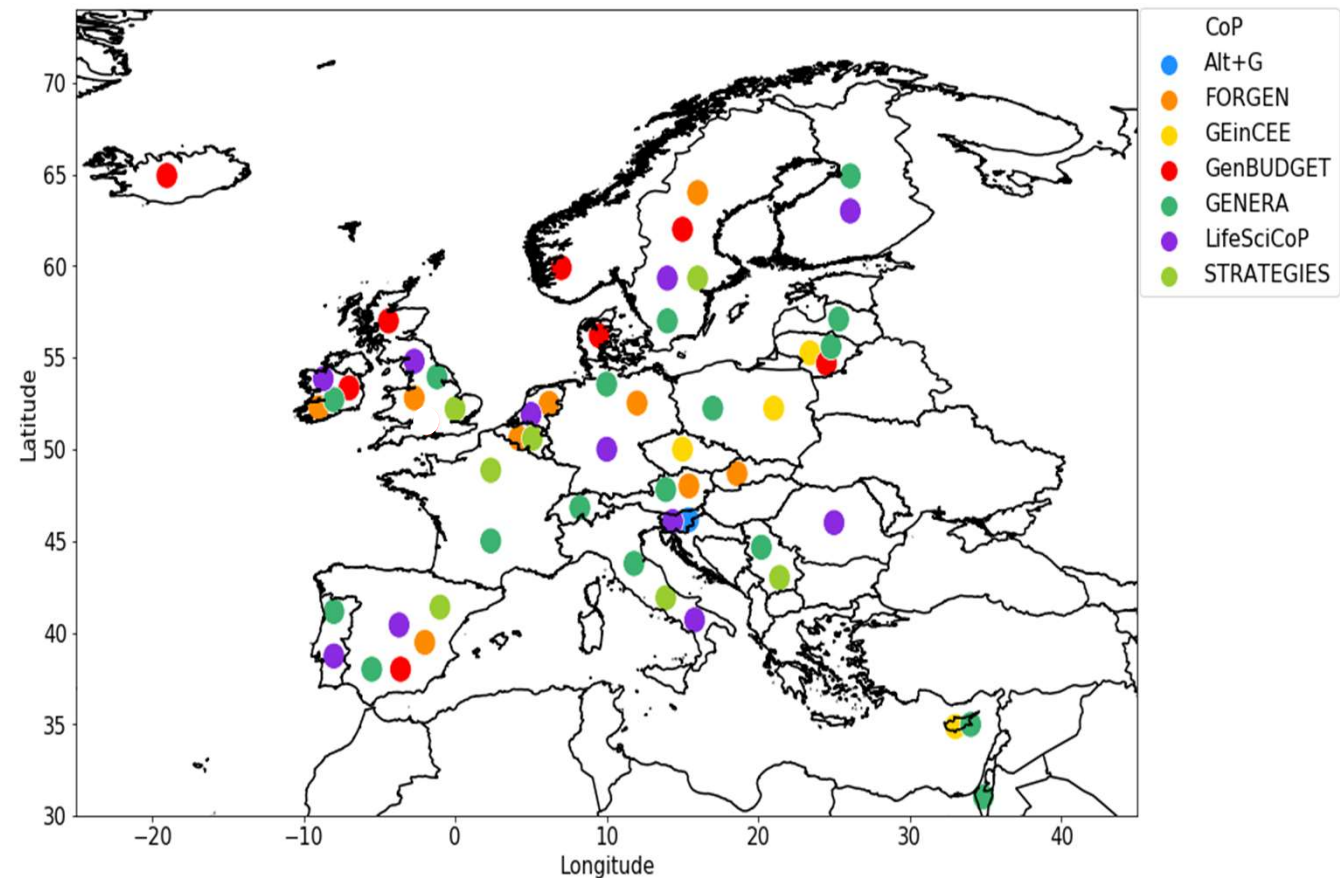 CoP
Alt+G
FORGEN
GEinCEE
GenBUDGET
GENERA
LifeSciCoP
STRATEGIES
Latitude
70
65
60
55
50
45
40
35
30
−20
−10
0
10
20
30
40
Longitude